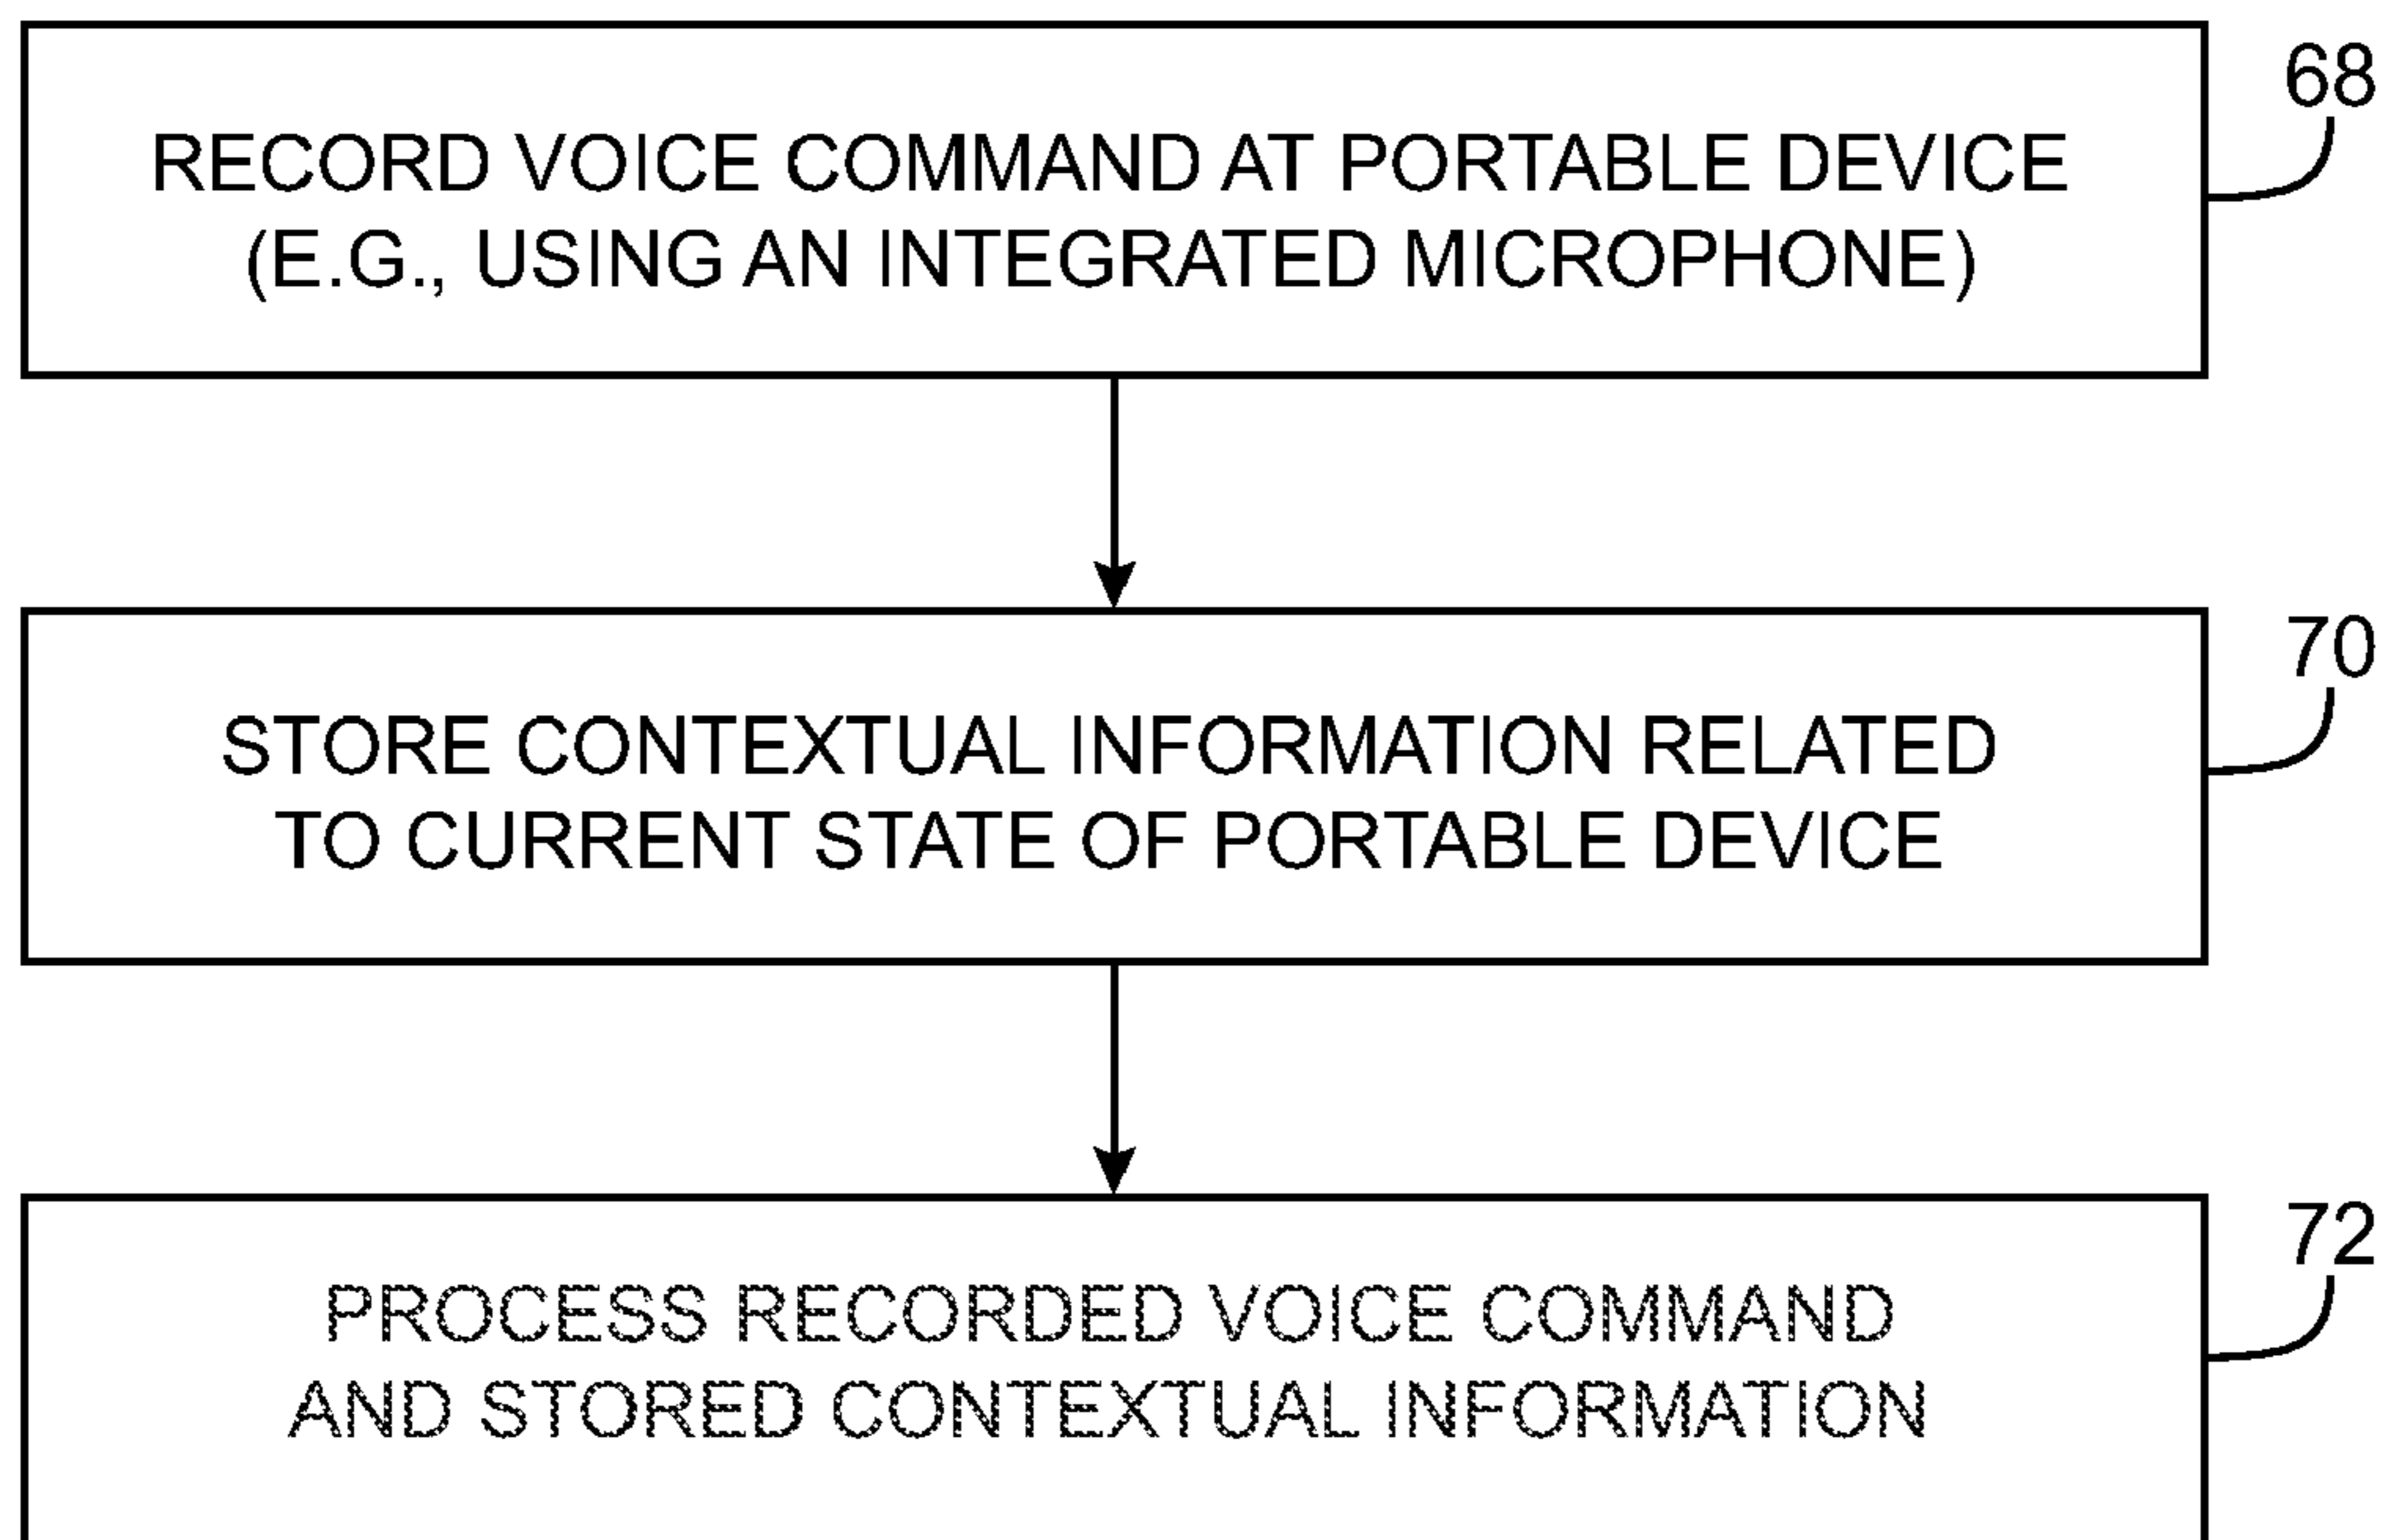 68
RECORD VOICE COMMAND AT PORTABLE DEVICE
(E.G., USING AN INTEGRATED MICROPHONE)
70
STORE CONTEXTUAL INFORMATION RELATED
TO CURRENT STATE OF PORTABLE DEVICE
72
PROCESS RECORDED VOICE COMMAND
AND STORED CONTEXTUAL INFORMATION